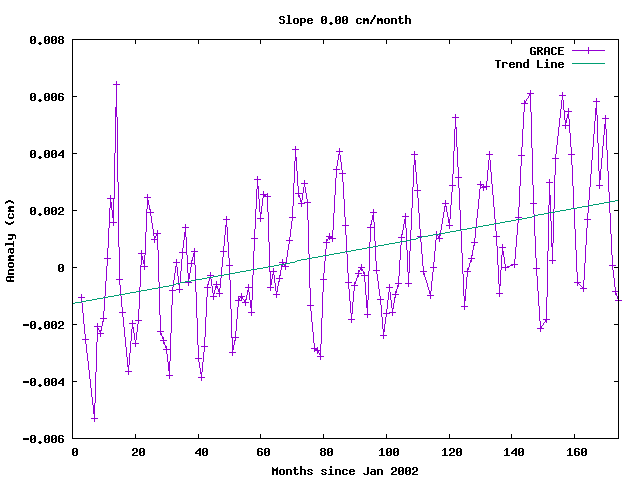 Slope 0.00 cm/month
GRACE
Trend Line
0.008
0.006
0.004
0.002
0
-0.002
-0.004
-0.006
Anomaly (cm)
0 20 40 60 80 100 120 140 160
Months since Jan 2002